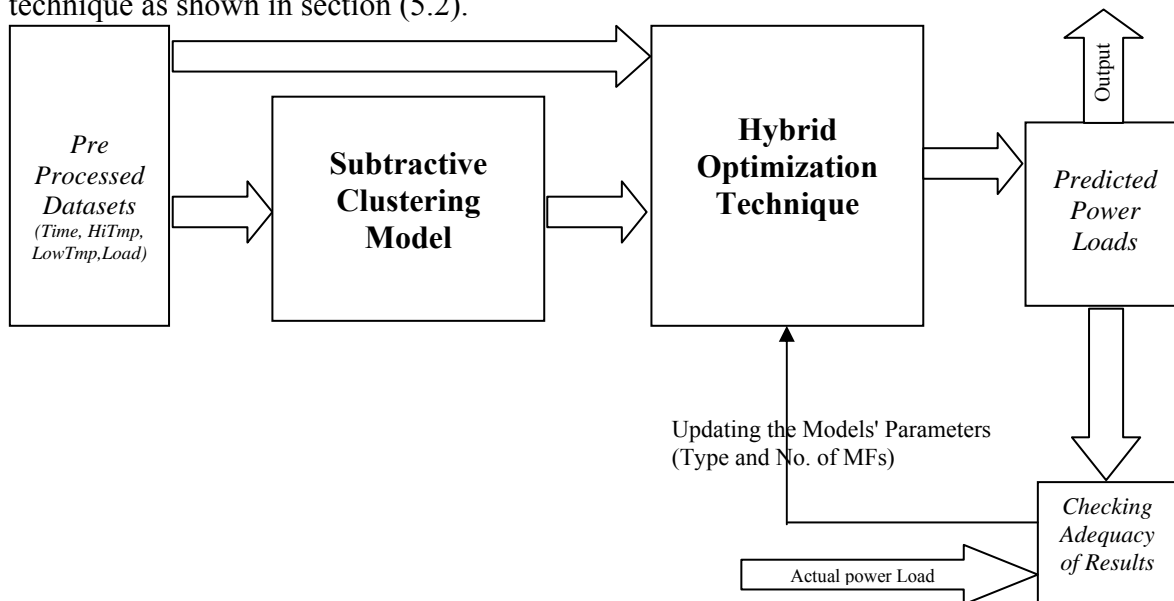 technique as shown in section (5.2).
Pre
Processed
Datasets
(Time, HiTmp,
LowTmp,Load)
Subtractive
Clustering
Model
Hybrid
Optimization
Technique
Output
Predicted
Power
Loads
Updating the Models' Parameters
(Type and No. of MFs)
Checking
Adequacy
of Results
Actual power Load